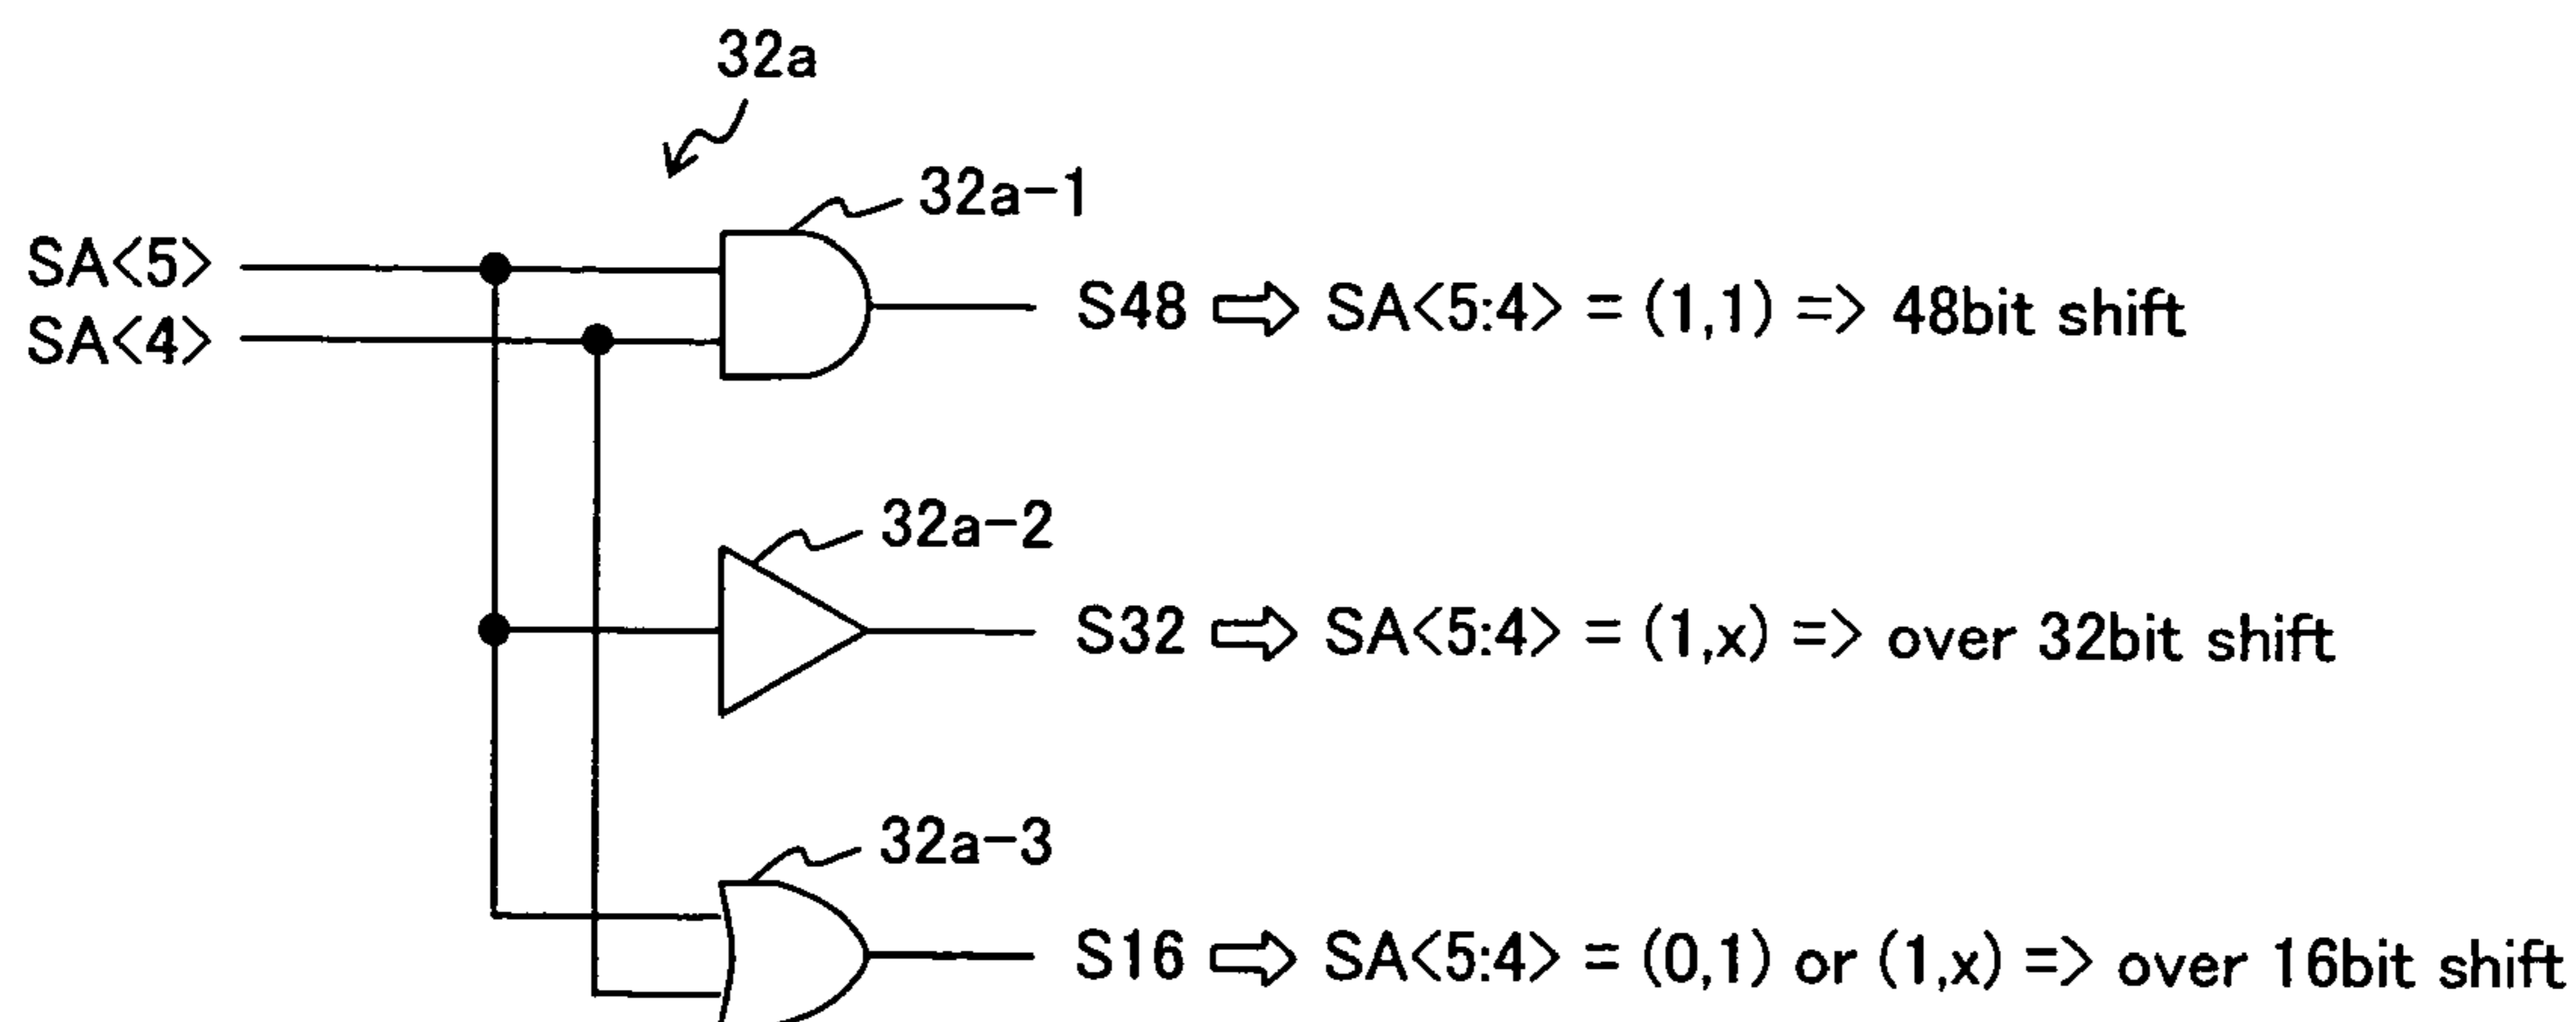 32a
32a-1
SA<5>
SA<4>
S48 ⇨ SA<5:4> = (1,1) => 48bit shift
32a-2
S32 ⇨ SA<5:4> = (1,x) => over 32bit shift
32a-3
S16 ⇨ SA<5:4> = (0,1) or (1,x) => over 16bit shift